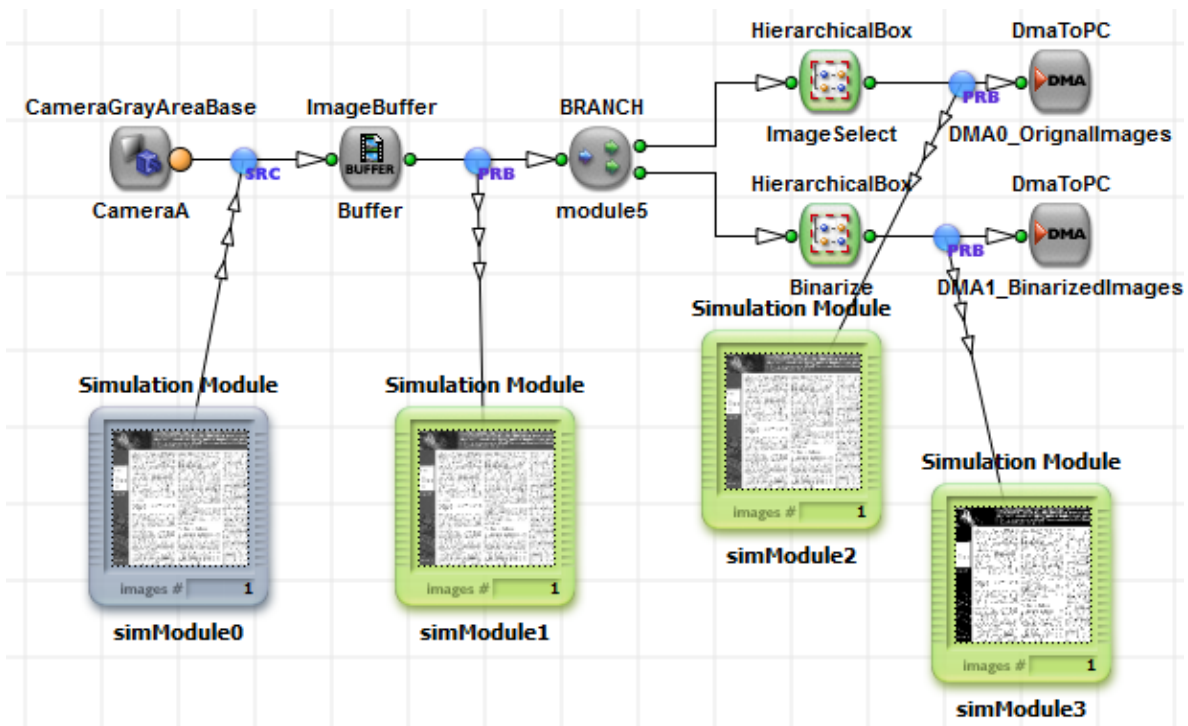 HierarchicalBox
DmaToPC
CameraGrayAreaBase
ImageBuffer
BRANCH
PRB
DMA
ImageSelect
DMA0_OrignalImages
SRC
BUFFER
PRB
HierarchicalBox
DmaToPC
CameraA
Buffer
module5
DMA
PRB
Binarize
DMA1_BinarizedImages
Simulation Module
Simulation Module
Simulation Module
Simulation Module
images # 1
simModule2
images # 1
images # 1
simModule0
simModule1
images # 1
simModule3